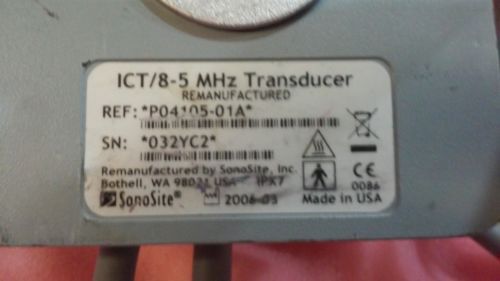 ICT/8-5 MHz Transducer
REMANUFACTURED
REF: *P04105-01A*
SN: *032YC2*
Remanufactured by SonoSite, Inc.
Bothell, WA 98021 USA IPX7
SonoSite® 2006-03
CE
0086
Made in USA